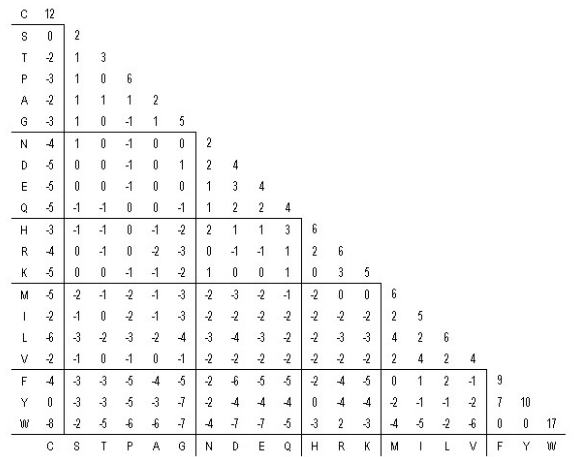 C 12
S 0 2
T -2 1 3
P -3 1 0 6
A -2 1 1 1 2
G -3 1 0 -1 1 5
N -4 1 0 -1 0 0 2
D -5 0 0 -1 0 1 2 4
E -5 0 0 -1 0 0 1 3 4
Q -5 -1 -1 0 0 -1 1 2 2 4
H -3 -1 -1 0 -1 -2 2 1 1 3 6
R -4 0 -1 0 -2 -3 0 -1 -1 1 2 6
K -5 0 0 -1 -1 -2 1 0 0 1 0 3 5
M -5 -2 -1 -2 -1 -3 -2 -3 -2 -1 -2 0 0 6
I -2 -1 0 -2 -1 -3 -2 -2 -2 -2 -2 -2 -2 2 5
L -6 -3 -2 -3 -2 -4 -3 -4 -3 -2 -2 -3 -3 4 2 6
V -2 -1 0 -1 0 -1 -2 -2 -2 -2 -2 -2 -2 2 4 2 4
F -4 -3 -3 -5 -4 -5 -2 -6 -5 -5 -2 -4 -5 0 1 2 -1 9
Y 0 -3 -3 -5 -3 -7 -2 -4 -4 -4 0 -4 -4 -2 -1 -1 -2 7 10
W -8 -2 -5 -6 -6 -7 -4 -7 -7 -5 -3 2 -3 -4 -5 -2 -6 0 0 17
C S T P A G N D E Q H R K M I L V F Y W